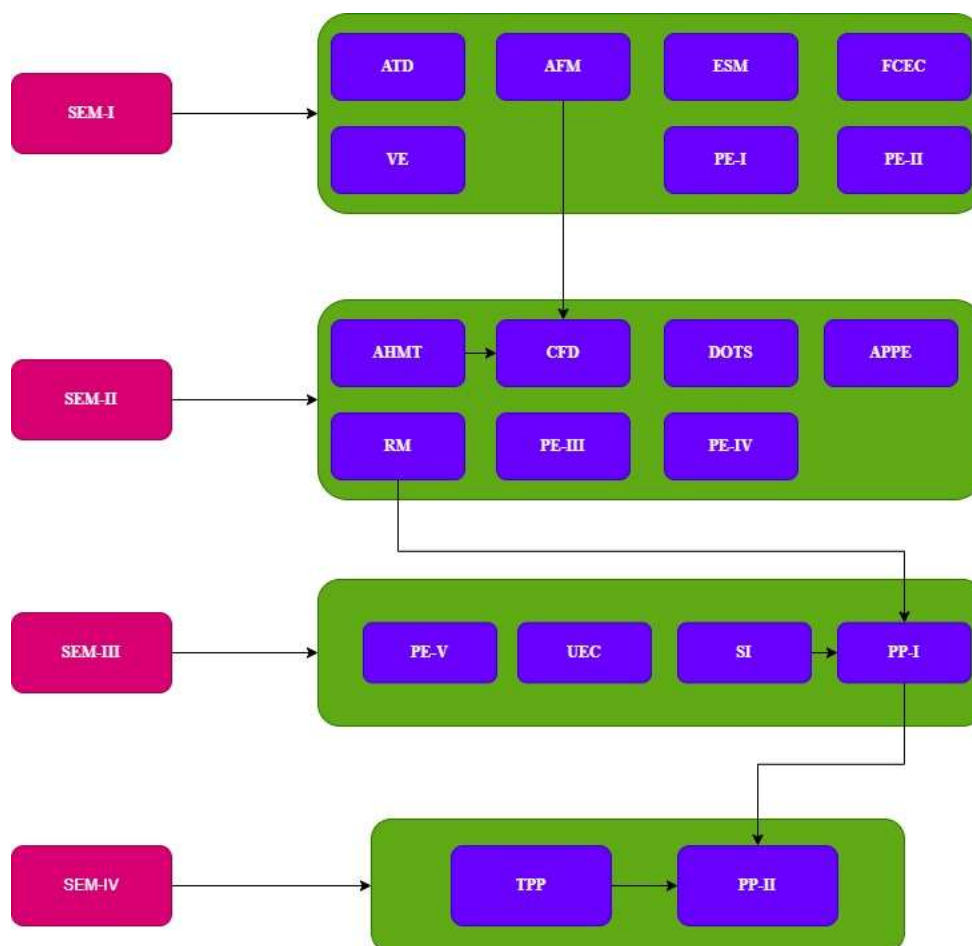 SEM-I
ATD
AFM
ESM
FCEC
VE
PE-I
PE-II
SEM-II
AHMT
CFD
DOTS
APPE
RM
PE-III
PE-IV
SEM-III
PE-V
UEC
SI
PP-I
SEM-IV
TPP
PP-II